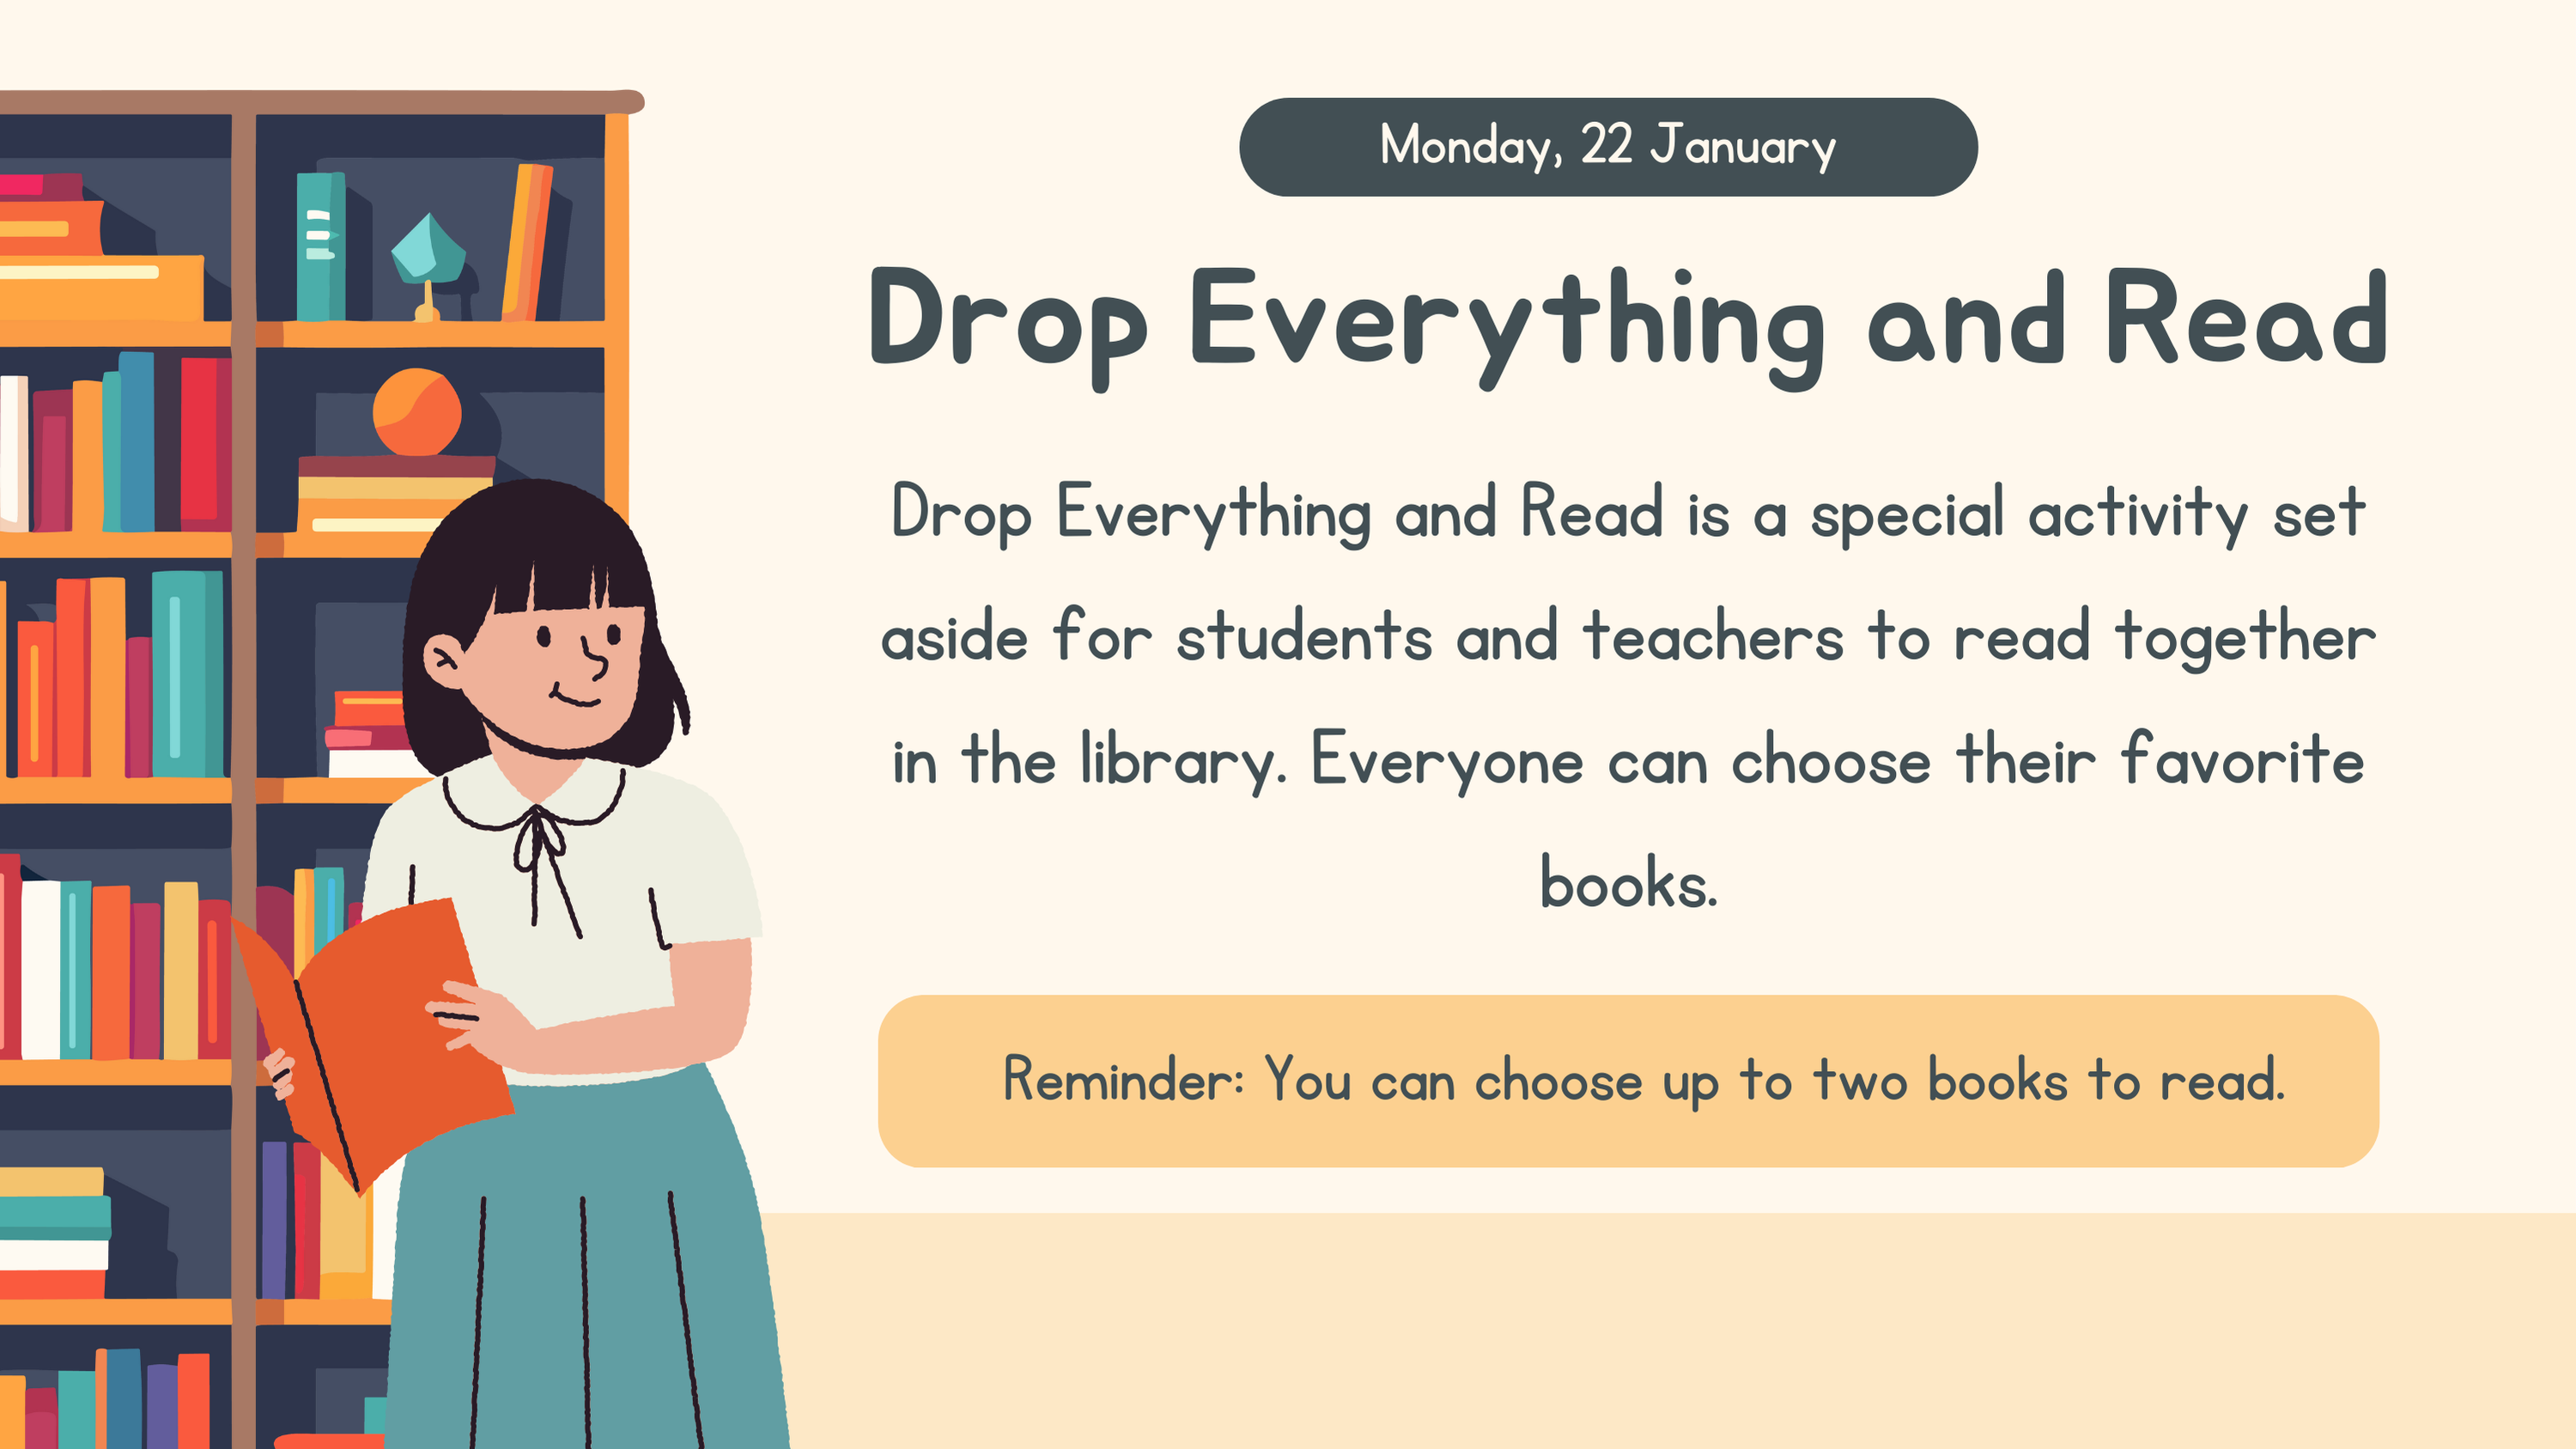 Monday, 22 January
Drop Everything and Read
Drop Everything and Read is a special activity set
aside for students and teachers to read together
in the library. Everyone can choose their favorite
books.
Reminder: You can choose up to two books to read.